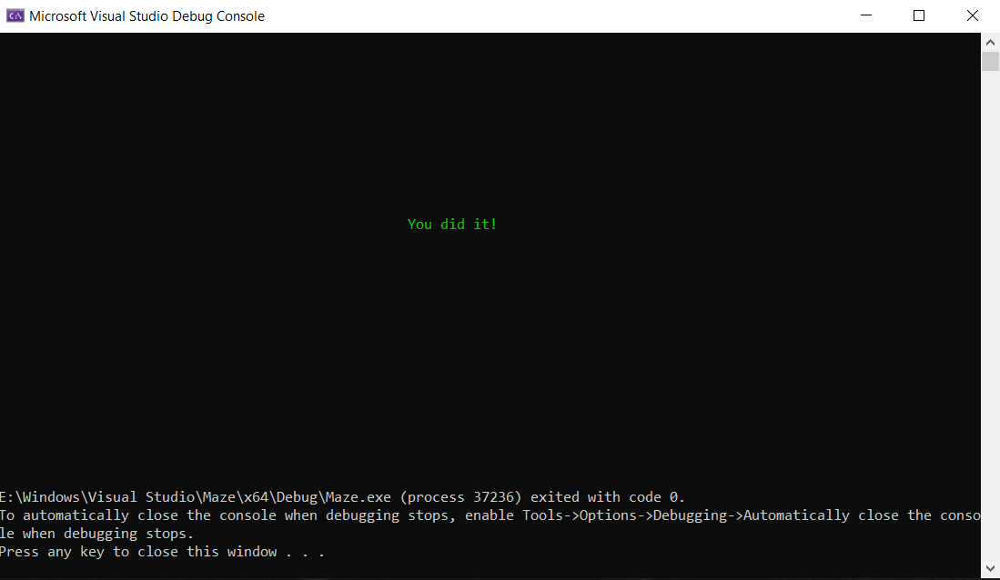 Microsoft Visual Studio Debug Console
You did it!
E:\Windows\Visual Studio\Maze\x64\Debug\Maze.exe (process 37236) exited with code 0.
To automatically close the console when debugging stops, enable Tools->Options->Debugging->Automatically close the conso
le when debugging stops.
Press any key to close this window . . .